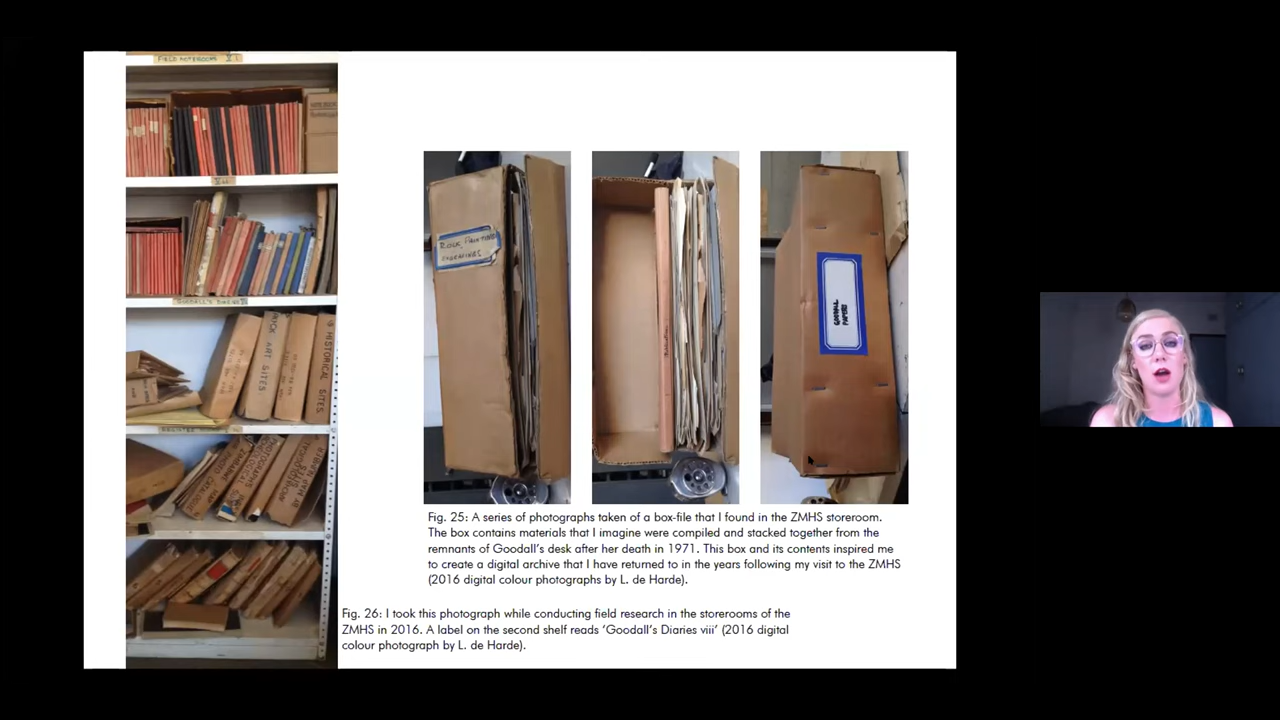 FIELD NOTEBOOKS
GOODALL'S DIARIES
ROCK ART SITES
HISTORICAL SITES
ROCK PAINTING
ENGRAVINGS
GOODALL
PAPERS
Fig. 25: A series of photographs taken of a box-file that I found in the ZMHS storeroom.
The box contains materials that I imagine were compiled and stacked together from the
remnants of Goodall's desk after her death in 1971. This box and its contents inspired me
to create a digital archive that I have returned to in the years following my visit to the ZMHS
(2016 digital colour photographs by L. de Harde).
Fig. 26: I took this photograph while conducting field research in the storerooms of the
ZMHS in 2016. A label on the second shelf reads 'Goodall's Diaries viii' (2016 digital
colour photograph by L. de Harde).